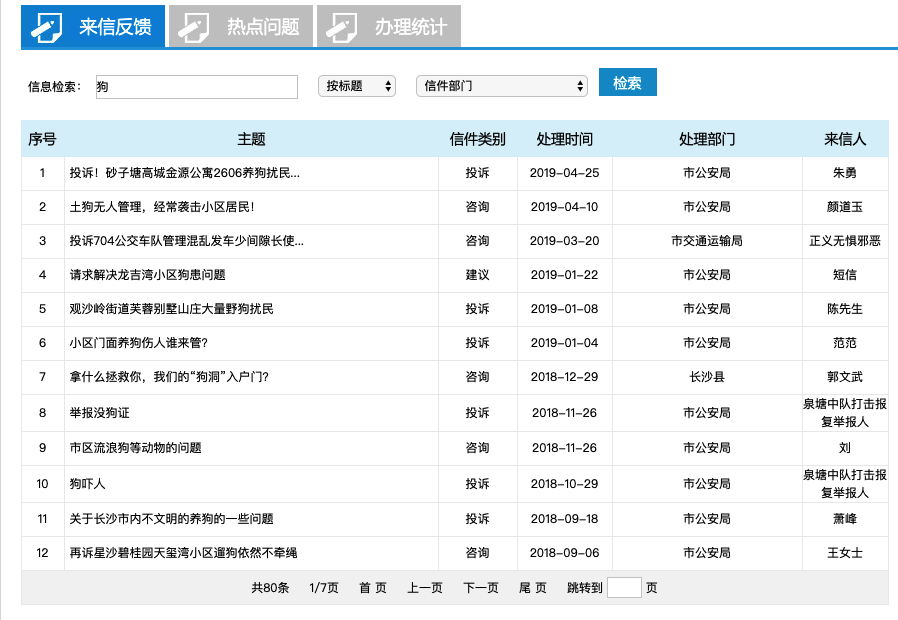 来信反馈 热点问题 办理统计
信息检索： 狗 按标题 信件部门 检索
序号 主题 信件类别 处理时间 处理部门 来信人
1 投诉！砂子塘高城金源公寓2606养狗扰民... 投诉 2019-04-25 市公安局 朱勇
2 土狗无人管理，经常袭击小区居民！ 咨询 2019-04-10 市公安局 颜道玉
3 投诉704公交车队管理混乱发车少间隙长使... 咨询 2019-03-20 市交通运输局 正义无惧邪恶
4 请求解决龙吉湾小区狗患问题 建议 2019-01-22 市公安局 短信
5 观沙岭街道芙蓉别墅山庄大量野狗扰民 投诉 2019-01-08 市公安局 陈先生
6 小区门面养狗伤人谁来管？ 投诉 2019-01-04 市公安局 范范
7 拿什么拯救你，我们的“狗洞”入户门？ 咨询 2018-12-29 长沙县 郭文武
8 举报没狗证 投诉 2018-11-26 市公安局 泉塘中队打击报
复举报人
9 市区流浪狗等动物的问题 咨询 2018-11-26 市公安局 刘
10 狗吓人 投诉 2018-10-29 市公安局 泉塘中队打击报
复举报人
11 关于长沙市内不文明的养狗的一些问题 投诉 2018-09-18 市公安局 萧峰
12 再诉星沙碧桂园天玺湾小区遛狗依然不牵绳 咨询 2018-09-06 市公安局 王女士
共80条 1/7页 首 页 上一页 下一页 尾 页 跳转到 页